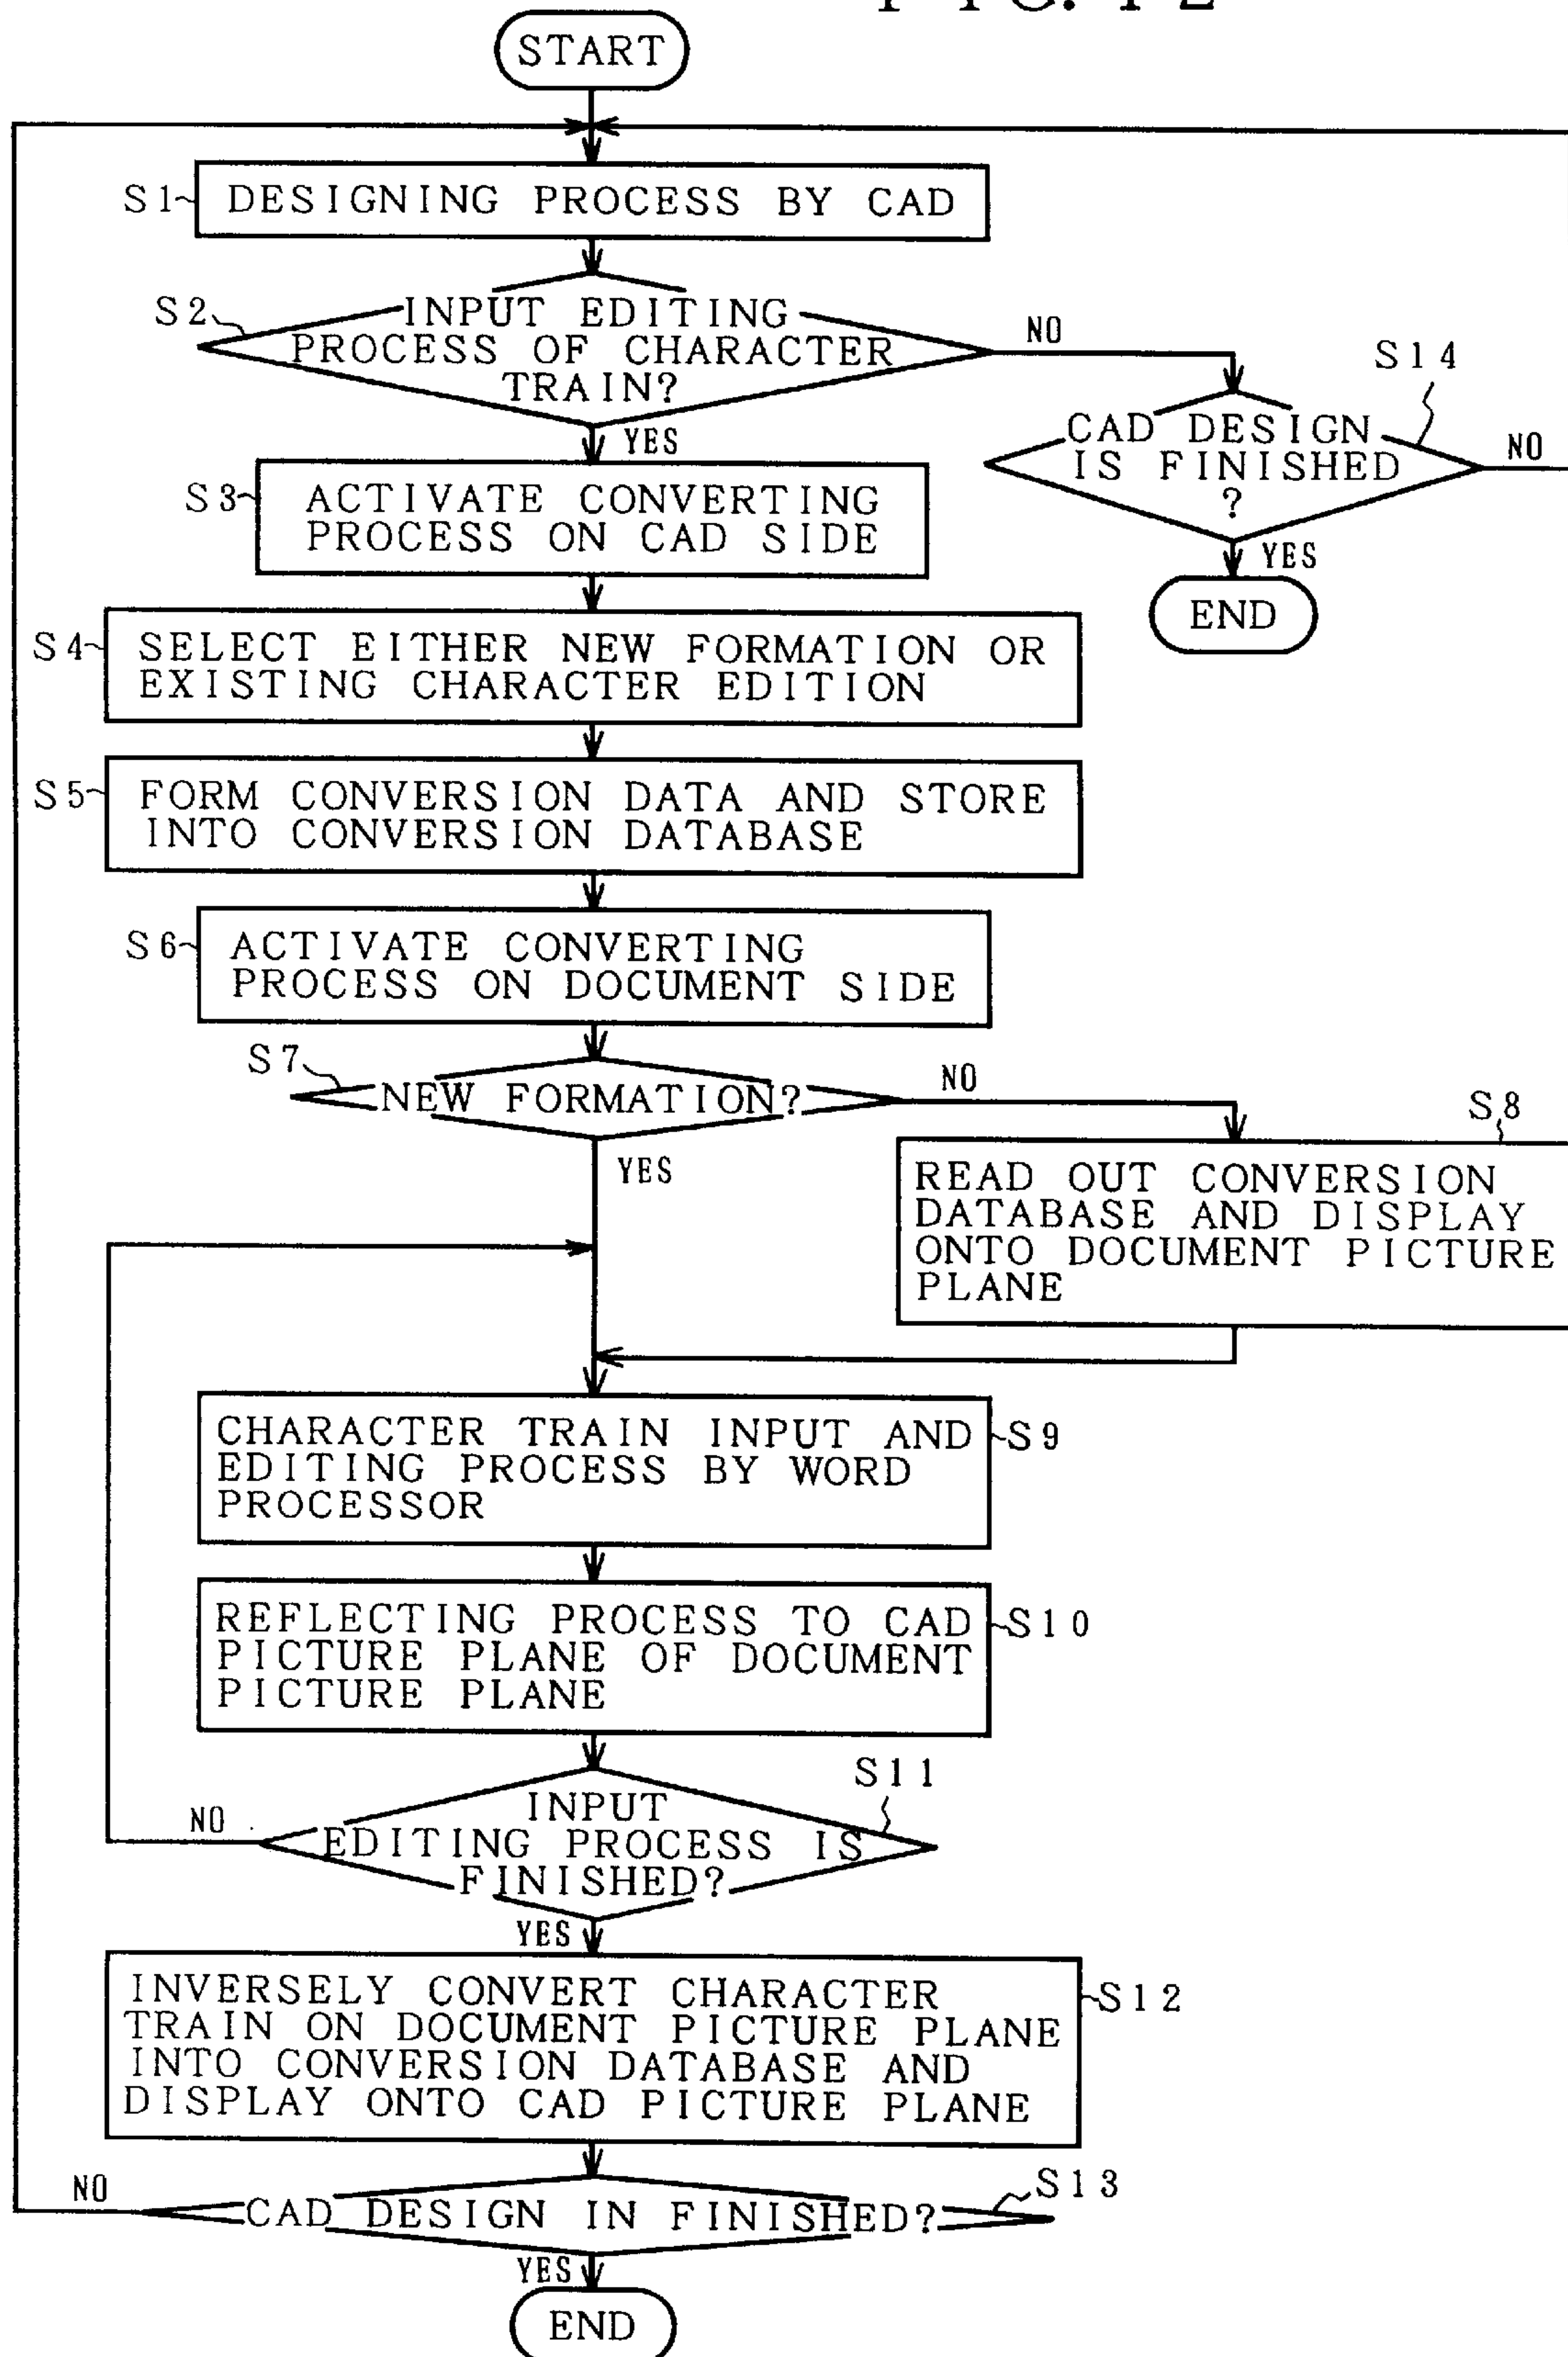 FIG. 12
START
S1
DESIGNING PROCESS BY CAD
S2
INPUT EDITING
PROCESS OF CHARACTER
TRAIN?
NO
YES
S14
CAD DESIGN
IS FINISHED
?
NO
YES
END
S3
ACTIVATE CONVERTING
PROCESS ON CAD SIDE
S4
SELECT EITHER NEW FORMATION OR
EXISTING CHARACTER EDITION
S5
FORM CONVERSION DATA AND STORE
INTO CONVERSION DATABASE
S6
ACTIVATE CONVERTING
PROCESS ON DOCUMENT SIDE
S7
NEW FORMATION?
NO
YES
S8
READ OUT CONVERSION
DATABASE AND DISPLAY
ONTO DOCUMENT PICTURE
PLANE
CHARACTER TRAIN INPUT AND
EDITING PROCESS BY WORD
PROCESSOR
S9
REFLECTING PROCESS TO CAD
PICTURE PLANE OF DOCUMENT
PICTURE PLANE
S10
S11
INPUT
EDITING PROCESS IS
FINISHED?
NO
YES
INVERSELY CONVERT CHARACTER
TRAIN ON DOCUMENT PICTURE PLANE
INTO CONVERSION DATABASE AND
DISPLAY ONTO CAD PICTURE PLANE
S12
S13
CAD DESIGN IN FINISHED?
NO
YES
END